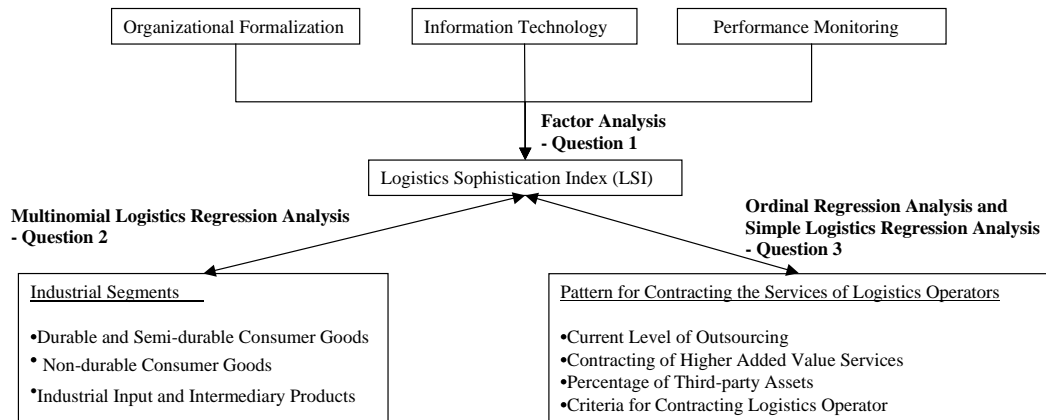 Organizational Formalization
Information Technology
Performance Monitoring
Factor Analysis
- Question 1
Logistics Sophistication Index (LSI)
Multinomial Logistics Regression Analysis
- Question 2
Ordinal Regression Analysis and
Simple Logistics Regression Analysis
- Question 3
Industrial Segments
•Durable and Semi-durable Consumer Goods
• Non-durable Consumer Goods
•Industrial Input and Intermediary Products
Pattern for Contracting the Services of Logistics Operators
•Current Level of Outsourcing
•Contracting of Higher Added Value Services
•Percentage of Third-party Assets
•Criteria for Contracting Logistics Operator